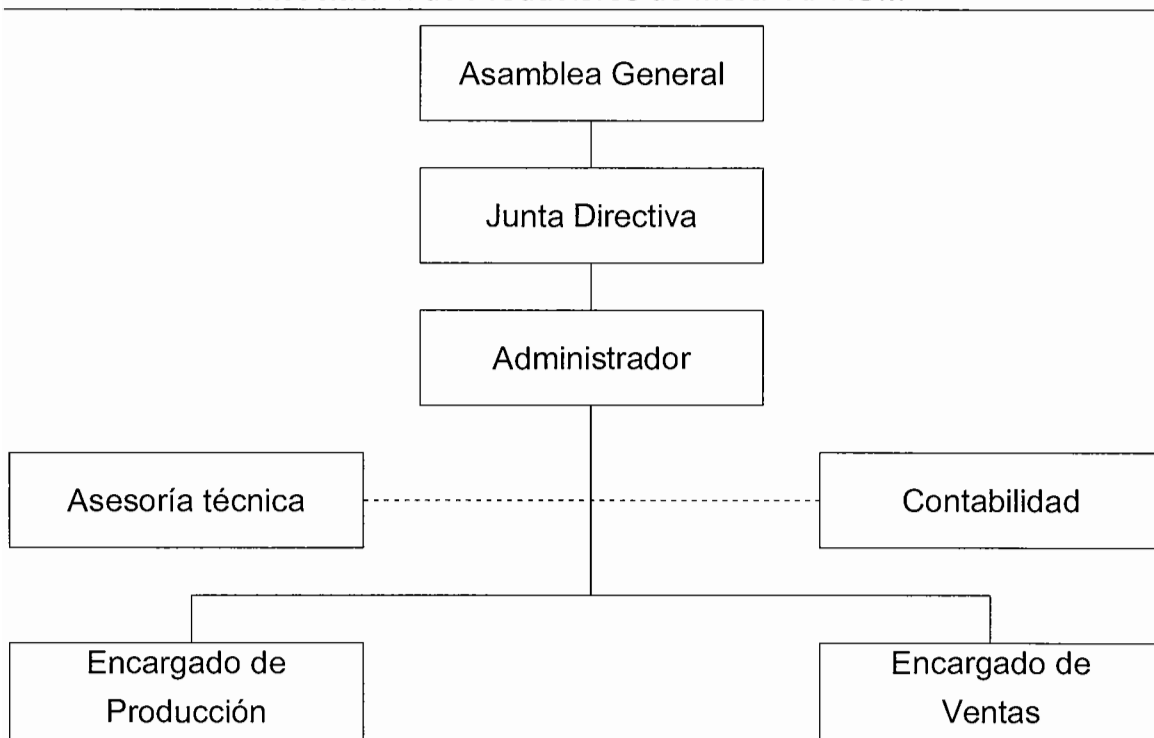 Asamblea General
Junta Directiva
Administrador
Asesoría técnica
Contabilidad
Encargado de
Producción
Encargado de
Ventas